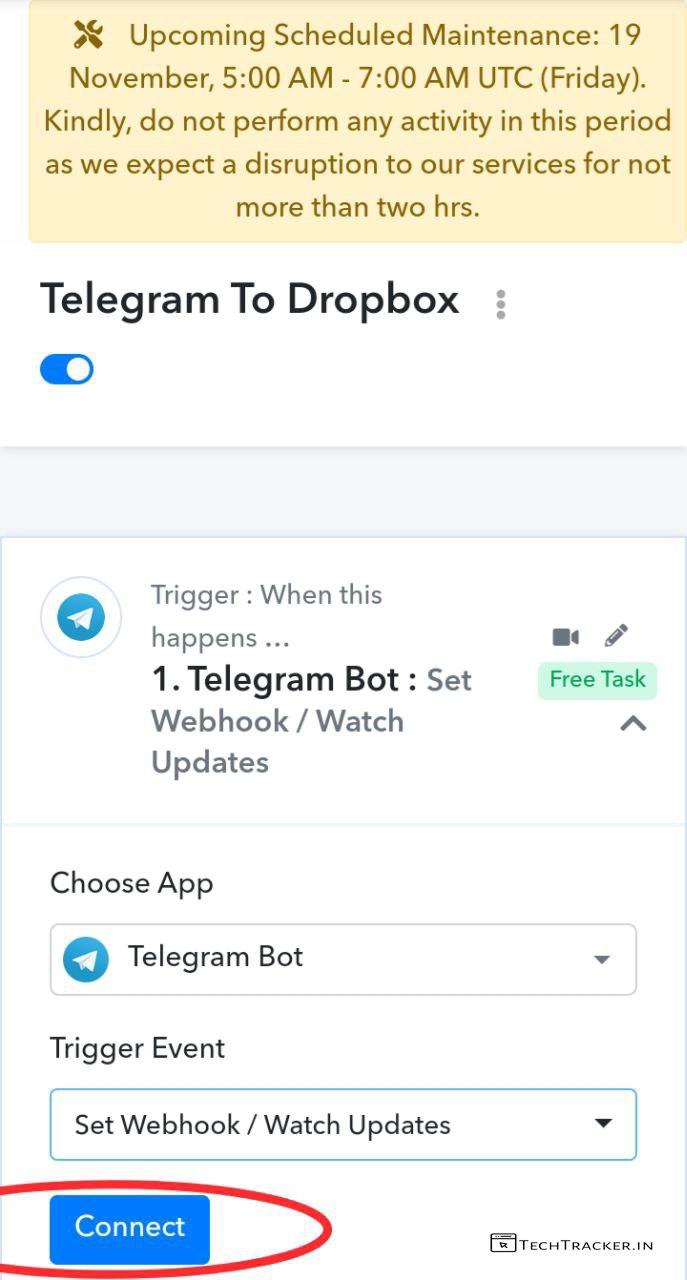 Upcoming Scheduled Maintenance: 19
November, 5:00 AM - 7:00 AM UTC (Friday).
Kindly, do not perform any activity in this period
as we expect a disruption to our services for not
more than two hrs.
Telegram To Dropbox
Trigger : When this
happens ...
1. Telegram Bot : Set
Webhook / Watch
Updates
Free Task
Choose App
Telegram Bot
Trigger Event
Set Webhook / Watch Updates
Connect
TECHTRACKER.IN